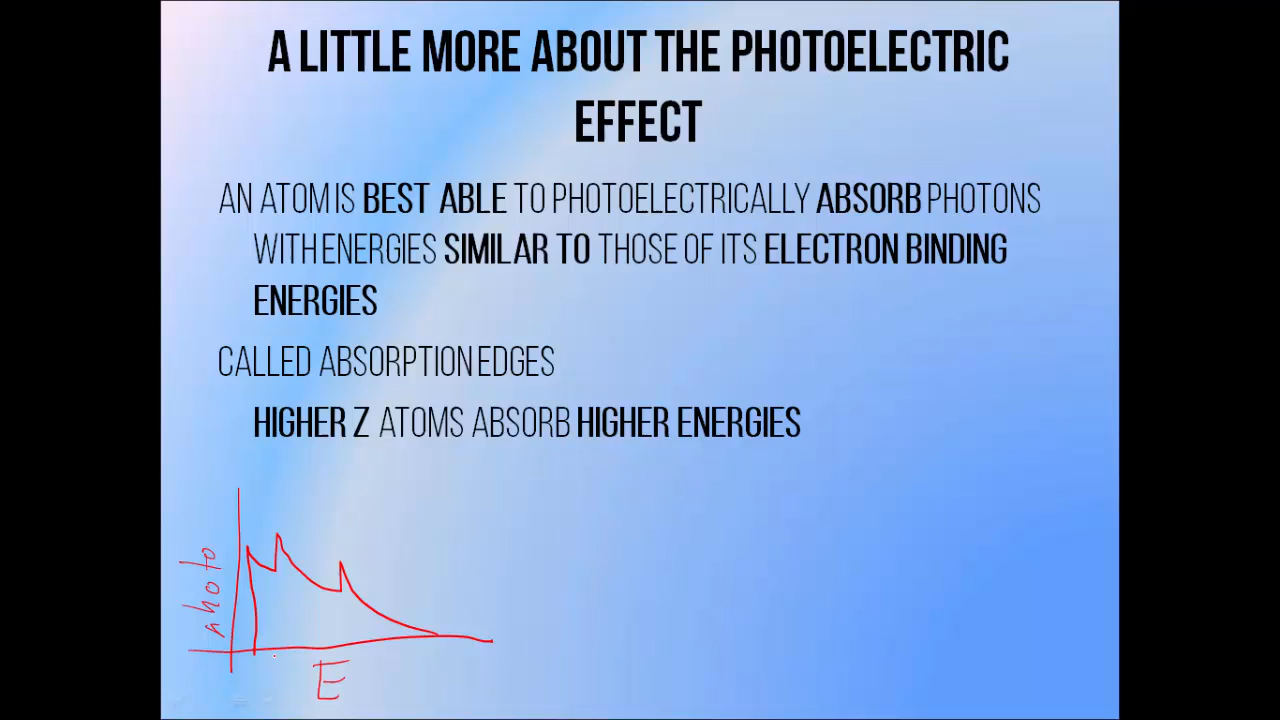 A LITTLE MORE ABOUT THE PHOTOELECTRIC
EFFECT
AN ATOM IS BEST ABLE TO PHOTOELECTRICALLY ABSORB PHOTONS
WITH ENERGIES SIMILAR TO THOSE OF ITS ELECTRON BINDING
ENERGIES
CALLED ABSORPTION EDGES
HIGHER Z ATOMS ABSORB HIGHER ENERGIES
photo
E